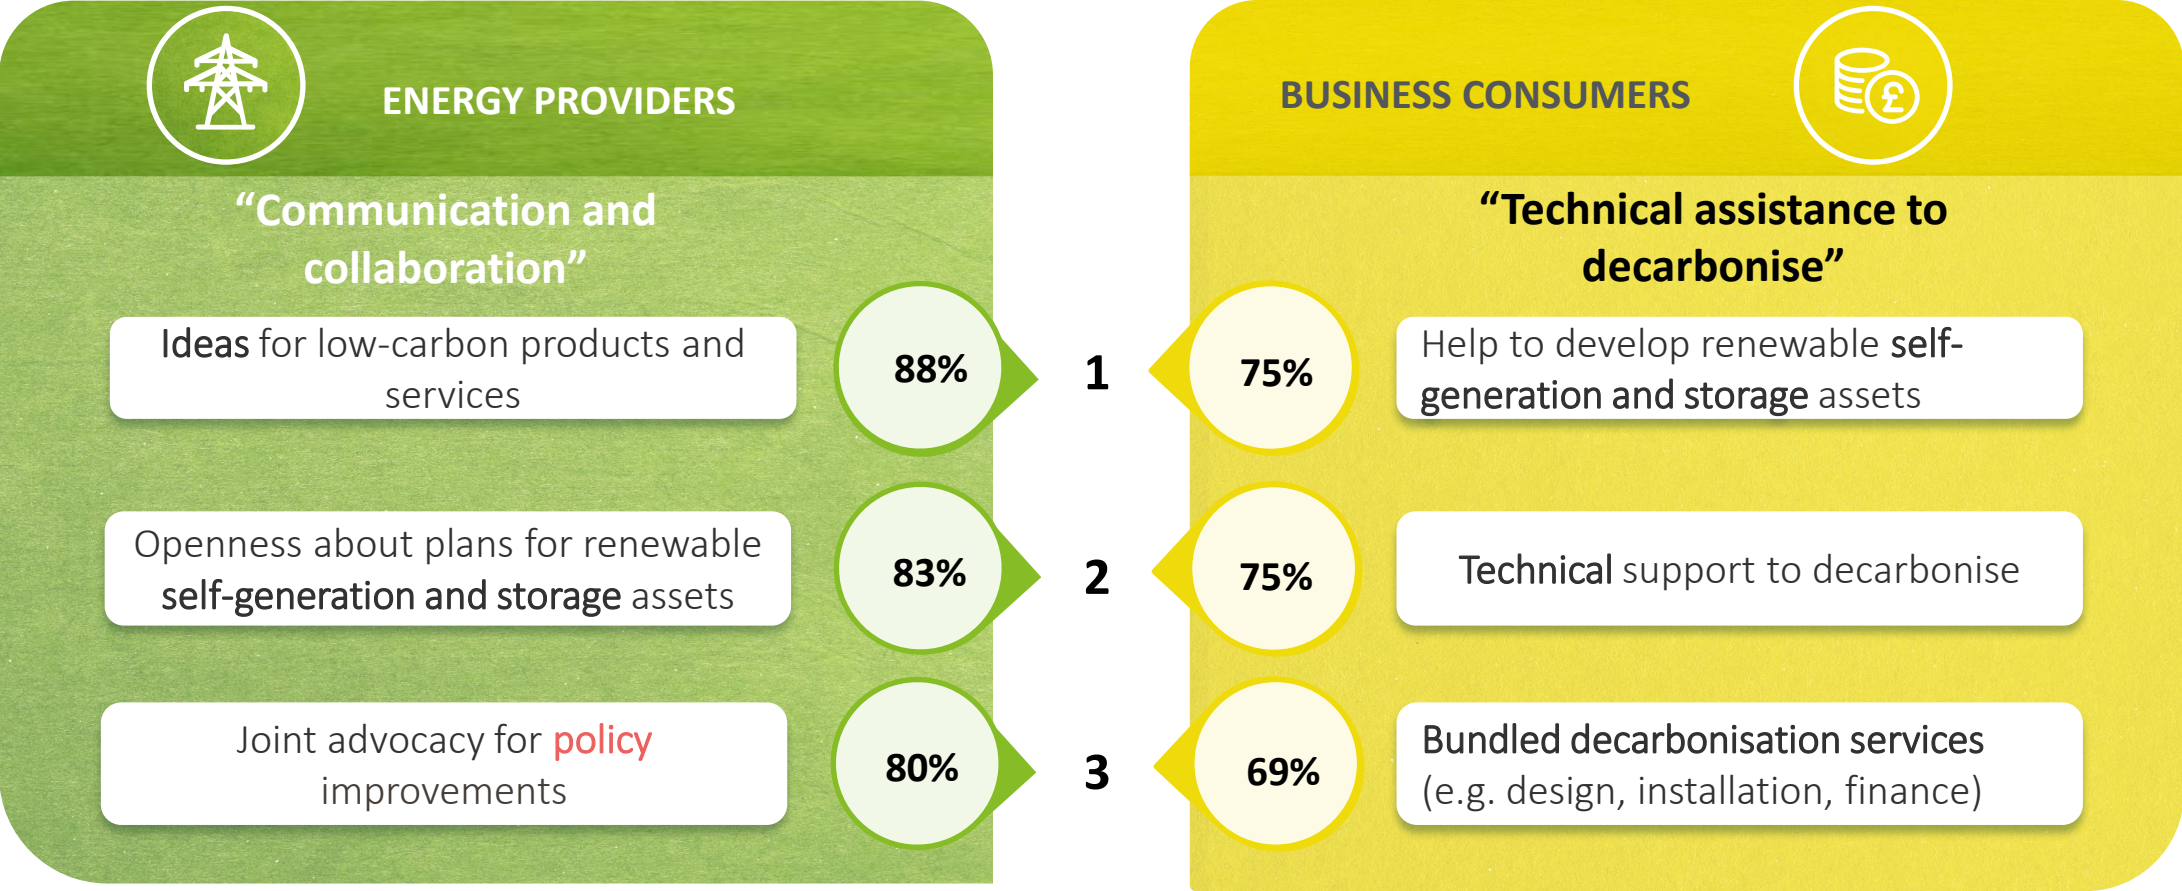 ENERGY PROVIDERS
“Communication and
collaboration”
Ideas for low-carbon products and
services
88%
Openness about plans for renewable
self-generation and storage assets
83%
Joint advocacy for policy
improvements
80%
1
2
3
BUSINESS CONSUMERS
£
“Technical assistance to
decarbonise”
75%
Help to develop renewable self-
generation and storage assets
75%
Technical support to decarbonise
69%
Bundled decarbonisation services
(e.g. design, installation, finance)